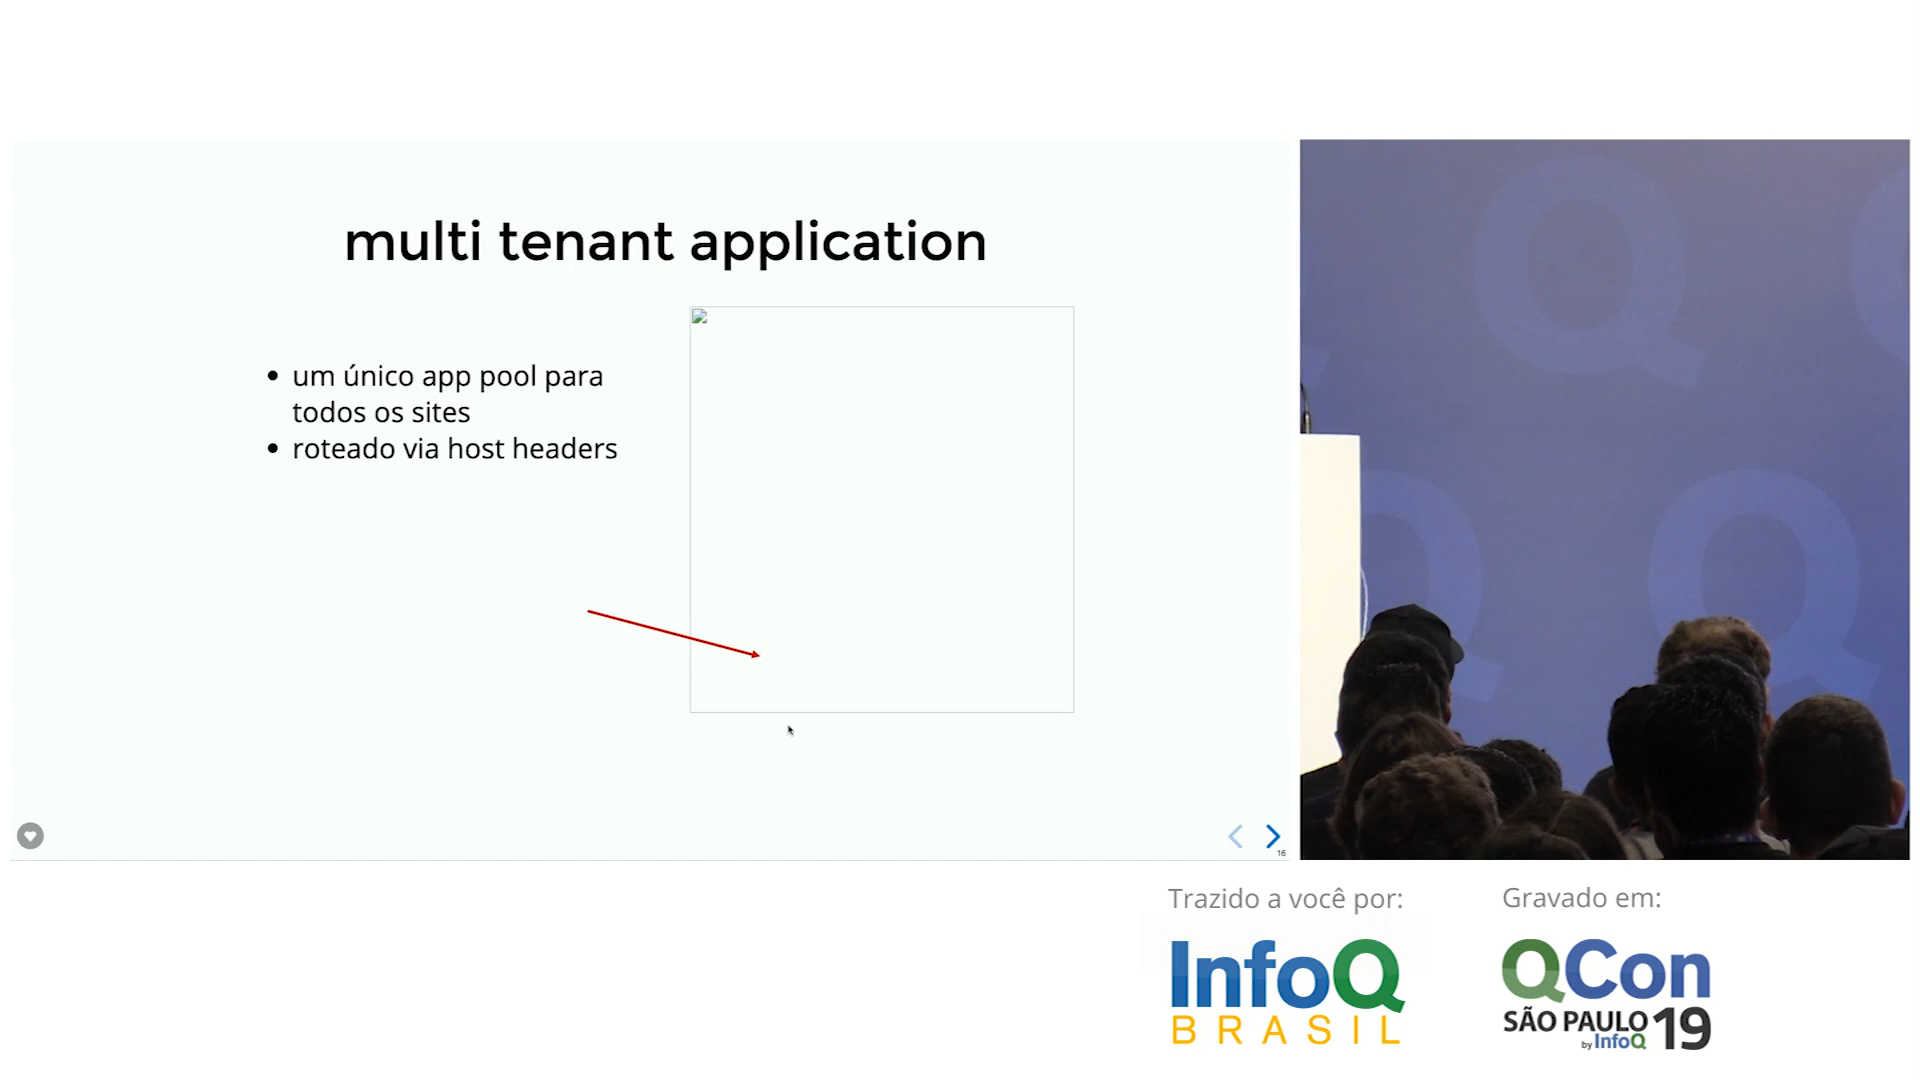 multi tenant application
um único app pool para
todos os sites
roteado via host headers
16
Trazido a você por:
InfoQ
BRASIL
Gravado em:
QCon
SÃO PAULO 19
by InfoQ